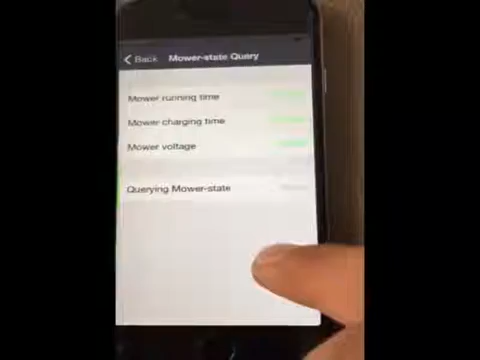 Back Mower-state Query
Mower running time
Mower charging time
Mower voltage
Querying Mower-state